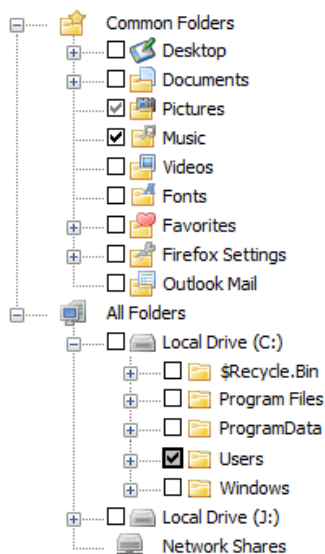 Common Folders
Desktop
Documents
Pictures
Music
Videos
Fonts
Favorites
Firefox Settings
Outlook Mail
All Folders
Local Drive (C:)
$Recycle.Bin
Program Files
ProgramData
Users
Windows
Local Drive (J:)
Network Shares